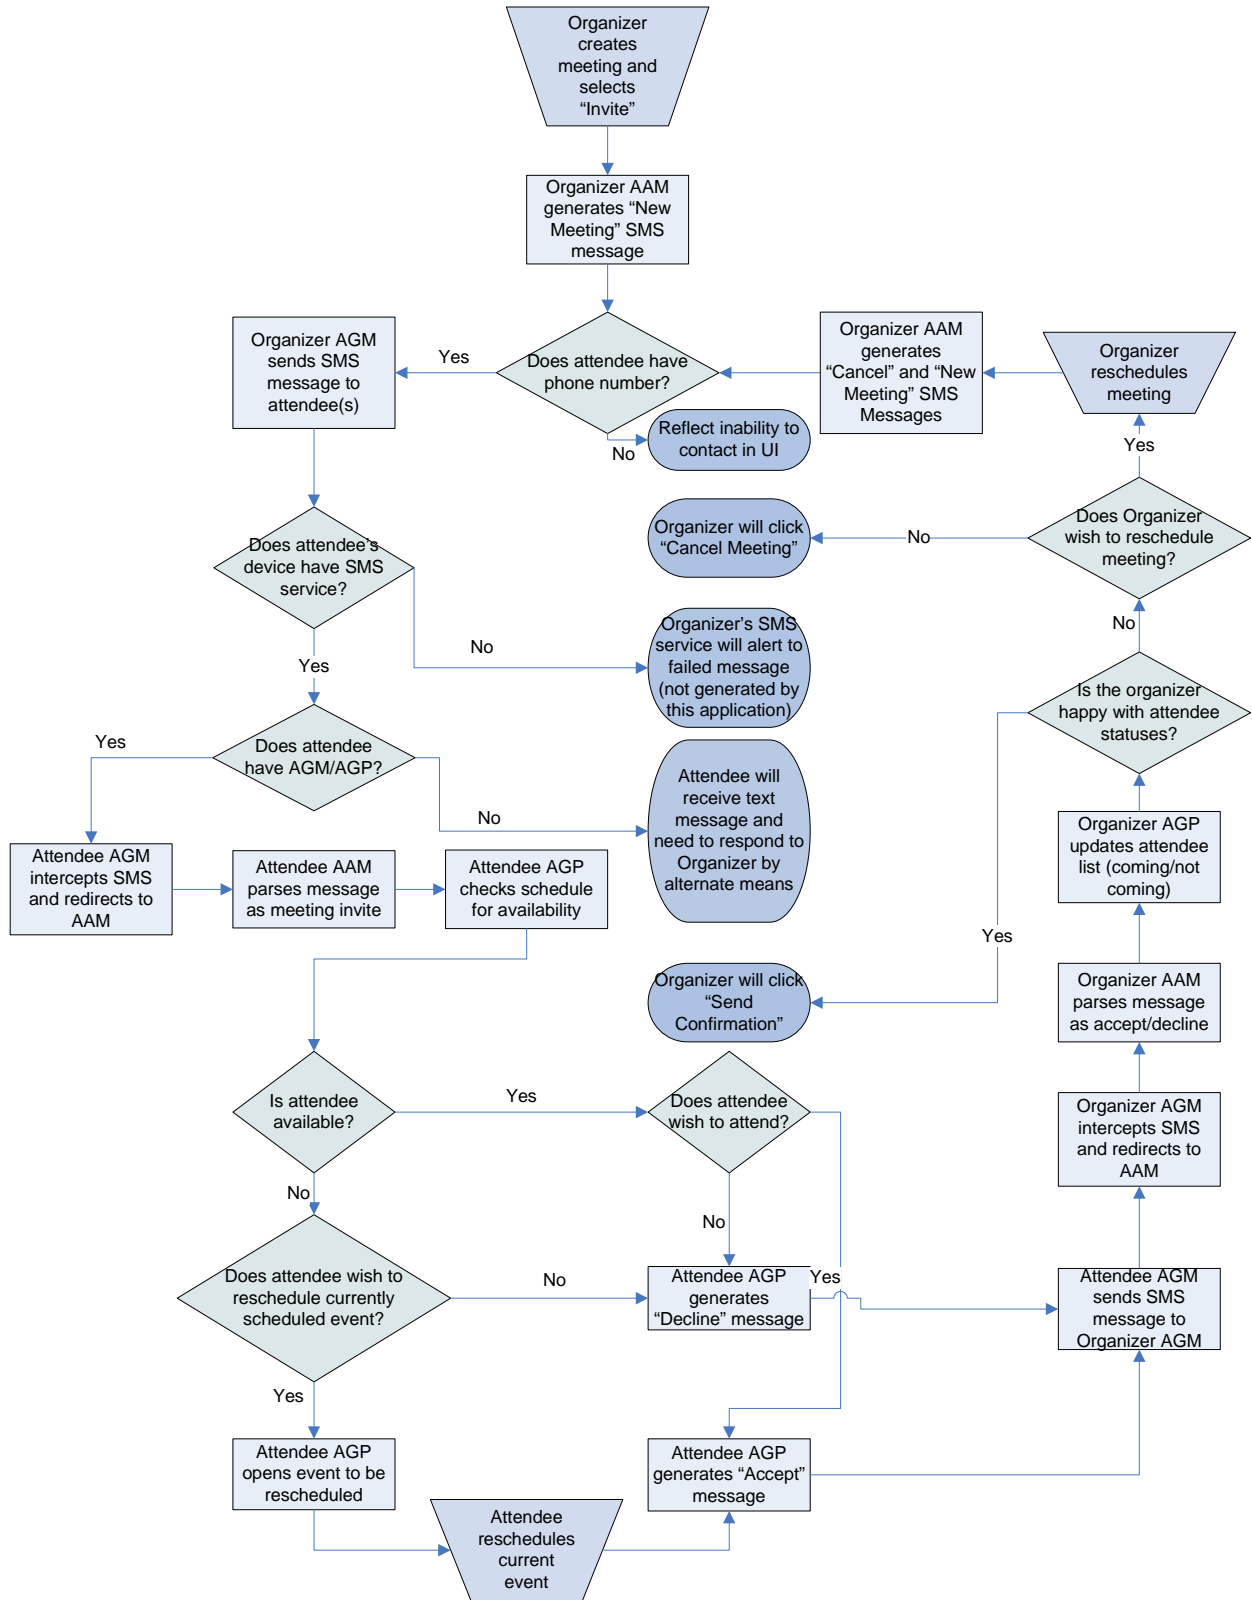 Organizer
creates
meeting and
selects
“Invite”
Organizer AAM
generates “New
Meeting” SMS
message
Organizer AGM
sends SMS
message to
attendee(s)
Yes
Does attendee have
phone number?
Organizer AAM
generates
“Cancel” and “New
Meeting” SMS
Messages
Organizer
reschedules
meeting
No
Reflect inability to
contact in UI
Yes
Does attendee’s
device have SMS
service?
Organizer will click
“Cancel Meeting”
No
Does Organizer
wish to reschedule
meeting?
No
Yes
No
Organizer’s SMS
service will alert to
failed message
(not generated by
this application)
Is the organizer
happy with attendee
statuses?
Yes
Does attendee
have AGM/AGP?
No
Attendee will
receive text
message and
need to respond to
Organizer by
alternate means
Organizer AGP
updates attendee
list (coming/not
coming)
Attendee AGM
intercepts SMS
and redirects to
AAM
Attendee AAM
parses message
as meeting invite
Attendee AGP
checks schedule
for availability
Yes
Organizer will click
“Send
Confirmation”
Organizer AAM
parses message
as accept/decline
Is attendee
available?
Yes
Does attendee
wish to attend?
Organizer AGM
intercepts SMS
and redirects to
AAM
No
No
Does attendee wish to
reschedule currently
scheduled event?
No
Attendee AGP
generates
“Decline” message
Yes
Attendee AGM
sends SMS
message to
Organizer AGM
Yes
Attendee AGP
opens event to be
rescheduled
Attendee AGP
generates “Accept”
message
Attendee
reschedules
current
event